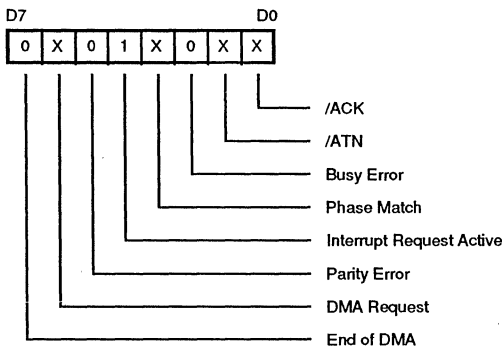 D7 D0
0 X 0 1 X 0 X X
/ACK
/ATN
Busy Error
Phase Match
Interrupt Request Active
Parity Error
DMA Request
End of DMA